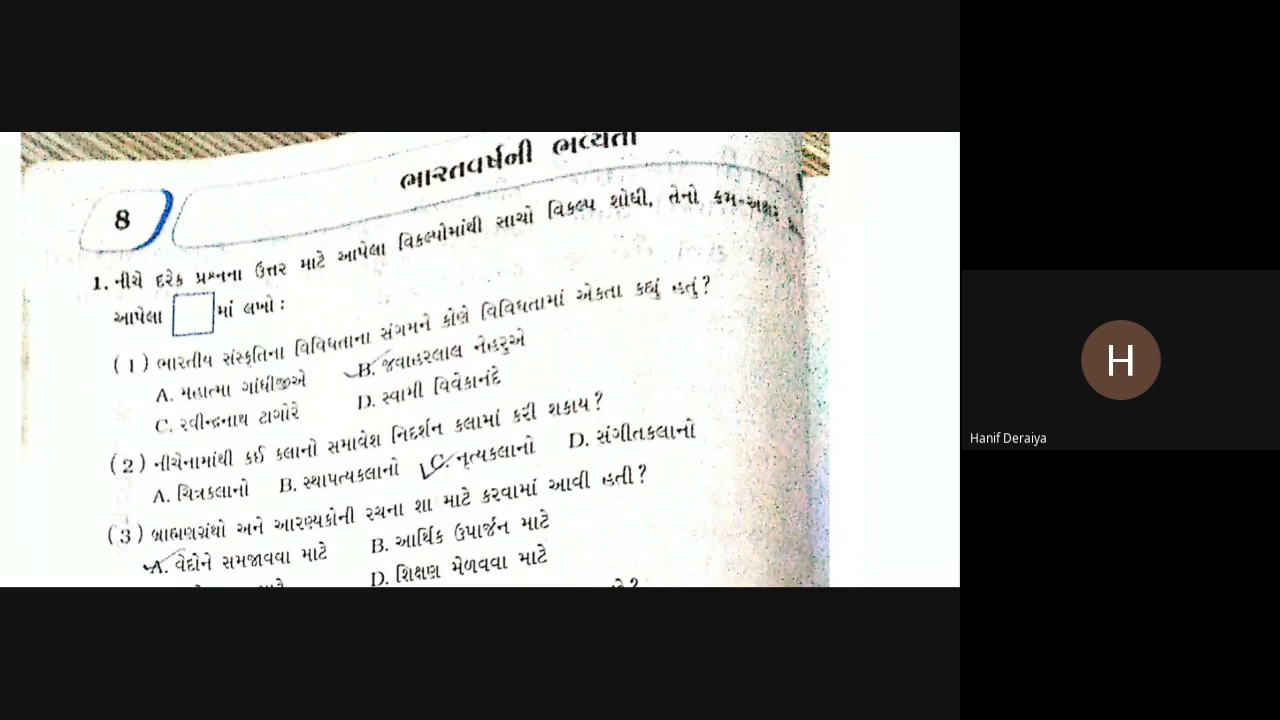 ભારતવર્ષની ભવ્યતા
8
1. નીચે દરેક પ્રશ્નના ઉત્તર માટે આપેલા વિકલ્પોમાંથી સાચો વિકલ્પ શોધી, તેનો ક્રમ-અક્ષર
આપેલા માં લખો :
(1) ભારતીય સંસ્કૃતિના વિવિધતાના સંગમને કોણે વિવિધતામાં એકતા કહ્યું હતું ?
A. મહાત્મા ગાંધીજીએ B. જવાહરલાલ નેહરુએ
C. રવીન્દ્રનાથ ટાગોરે D. સ્વામી વિવેકાનંદે
(2) નીચેનામાંથી કઈ કલાનો સમાવેશ નિદર્શન કલામાં કરી શકાય ?
A. ચિત્રકલાનો B. સ્થાપત્યકલાનો C. નૃત્યકલાનો D. સંગીતકલાનો
(3) બ્રાહ્મણગ્રંથો અને આરણ્યકોની રચના શા માટે કરવામાં આવી હતી ?
A. વેદોને સમજાવવા માટે B. આર્થિક ઉપાર્જન માટે
D. શિક્ષણ મેળવવા માટે
H
Hanif Deraiya